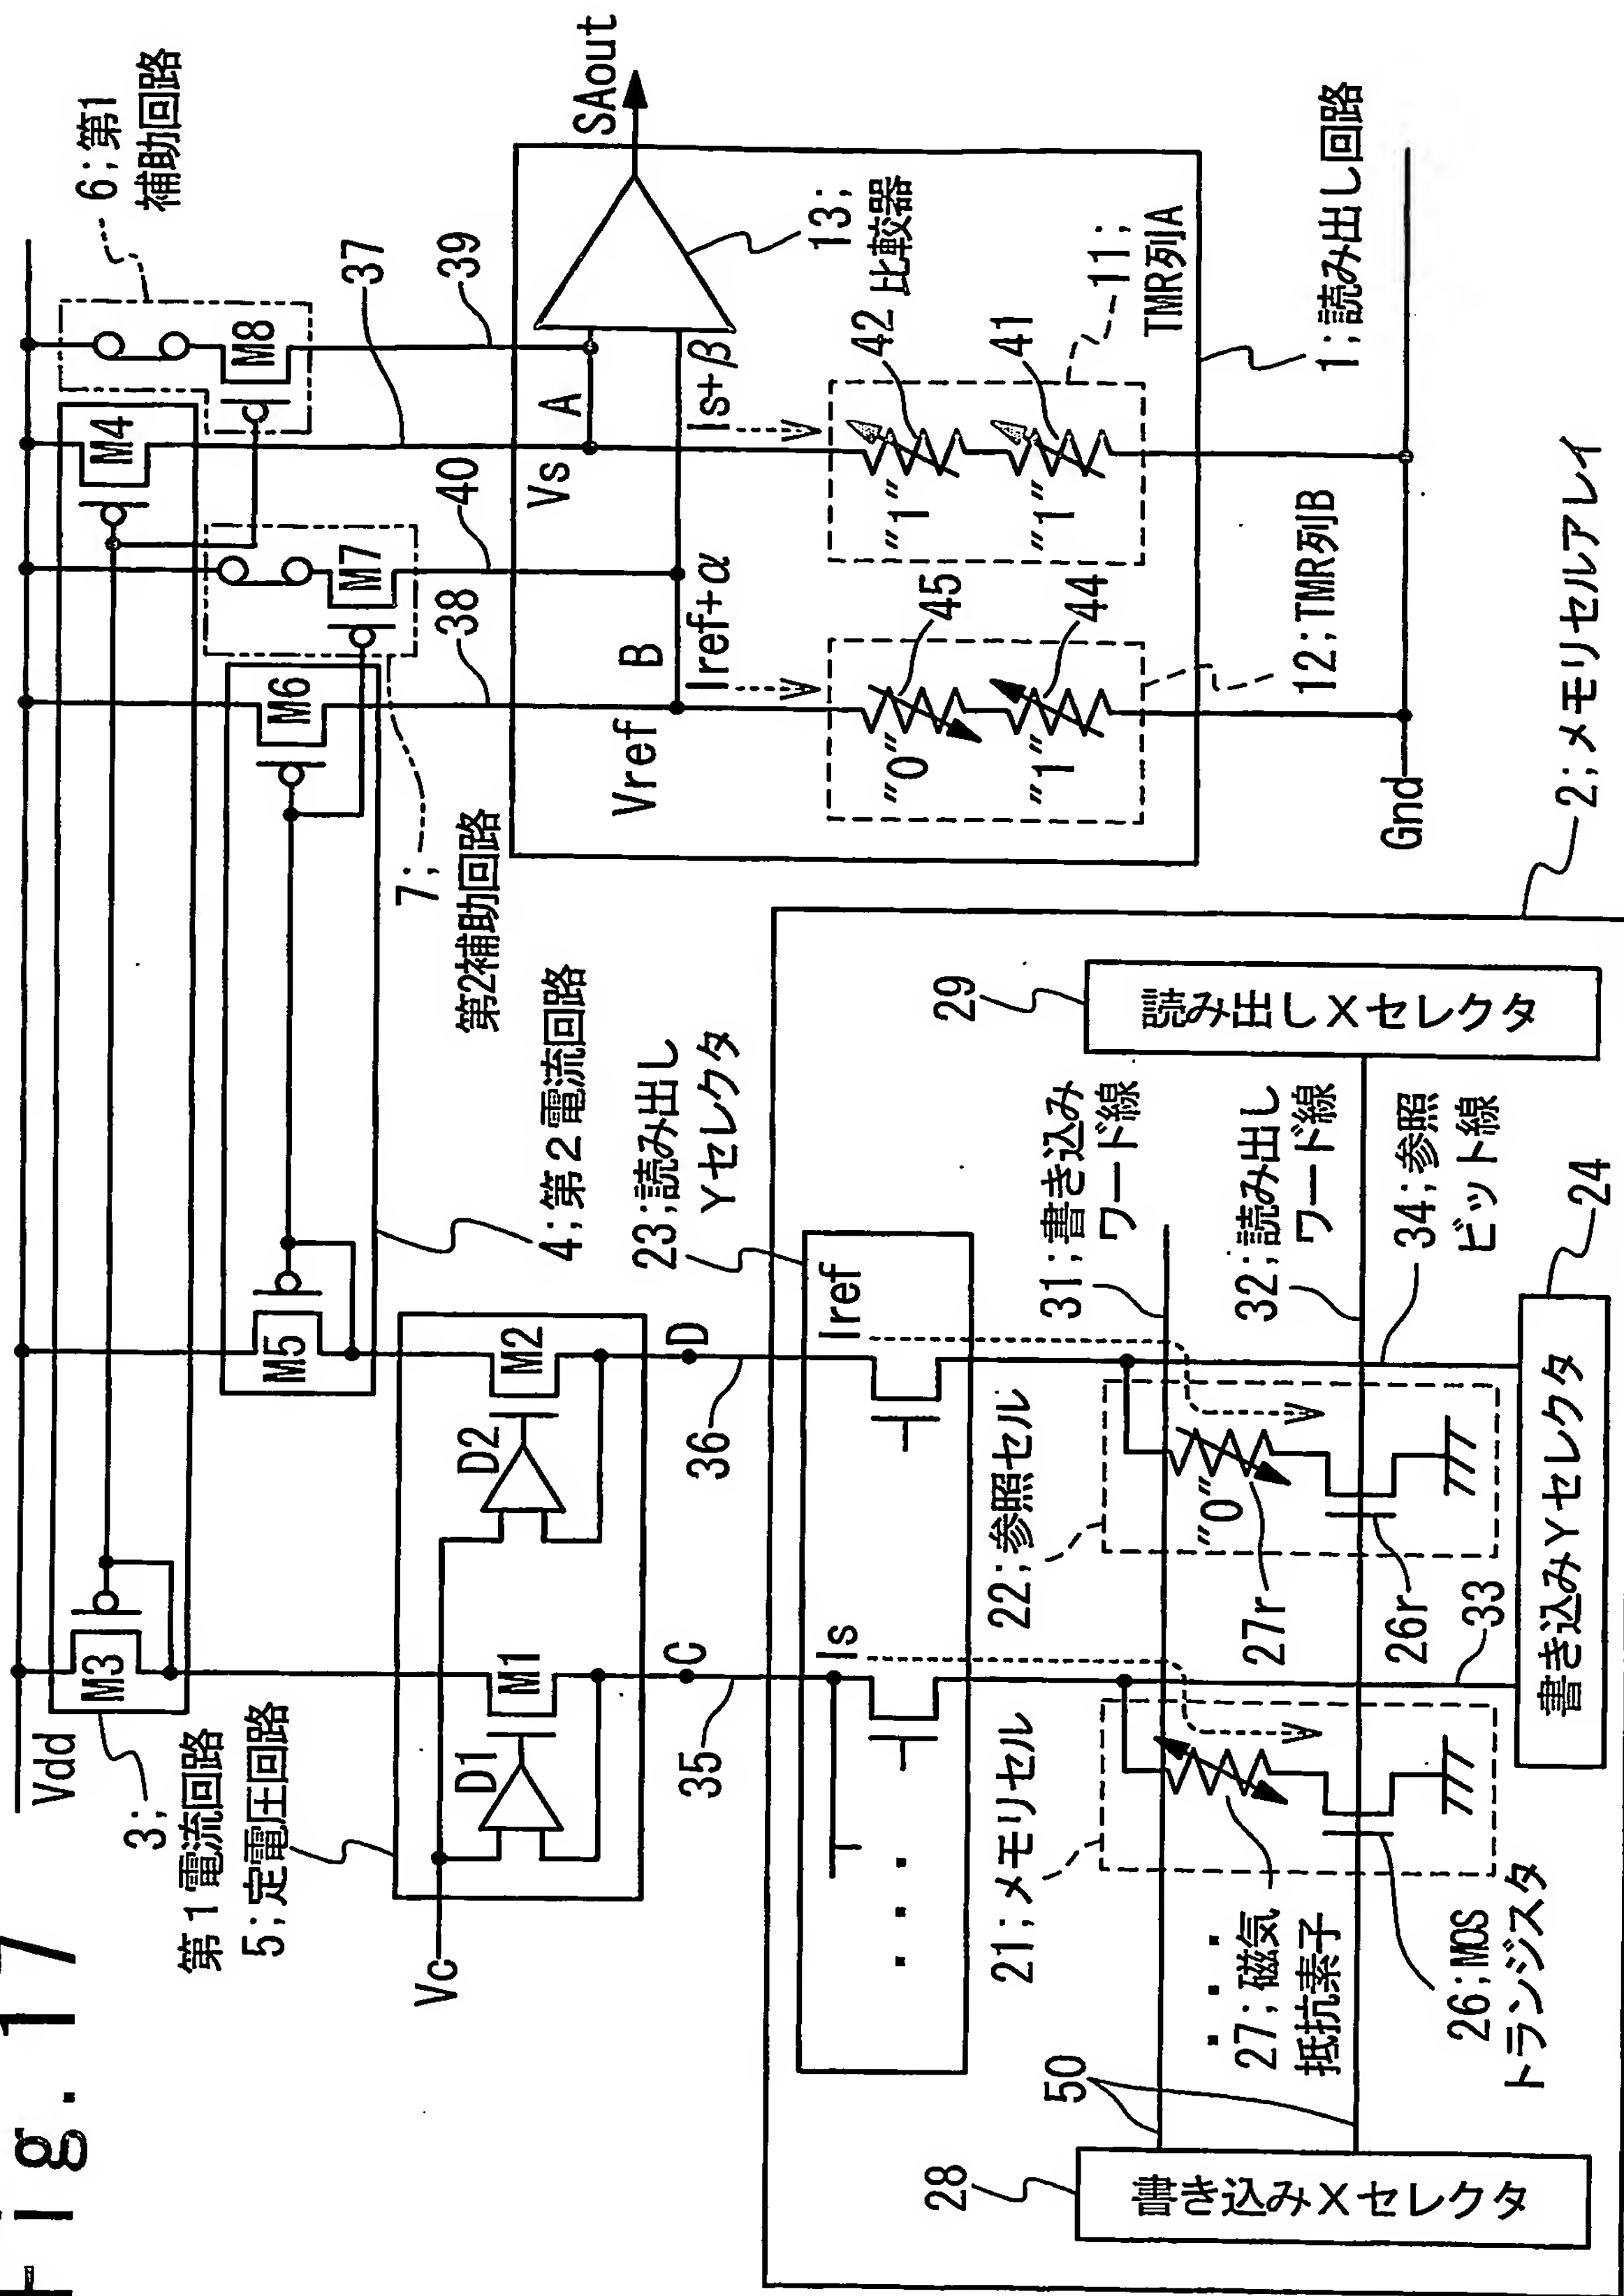 Fig. 17
Vdd
3;
第1電流回路
M3
M4
6;第1
補助回路
M8
5;定電圧回路
Vc
D1
M1
D2
M2
M5
M6
M7
4;第2電流回路
7;
第2補助回路
37
39
40
38
SAout
13;
比較器
Vs
A
Vref
B
Is+β
Iref+α
42
41
"1"
"1"
11;
TMR列A
45
44
"0"
"1"
12;TMR列B
1;読み出し回路
Gnd
C
35
D
36
23;読み出し
Yセレクタ
Is
Iref
2;メモリセルアレイ
21;メモリセル
22;参照セル
"0"
27r
26r
33
27;磁気
抵抗素子
26;MOS
トランジスタ
31;書き込み
ワード線
32;読み出し
ワード線
34;参照
ビット線
29
読み出しXセレクタ
24
書き込みYセレクタ
28
書き込みXセレクタ
50